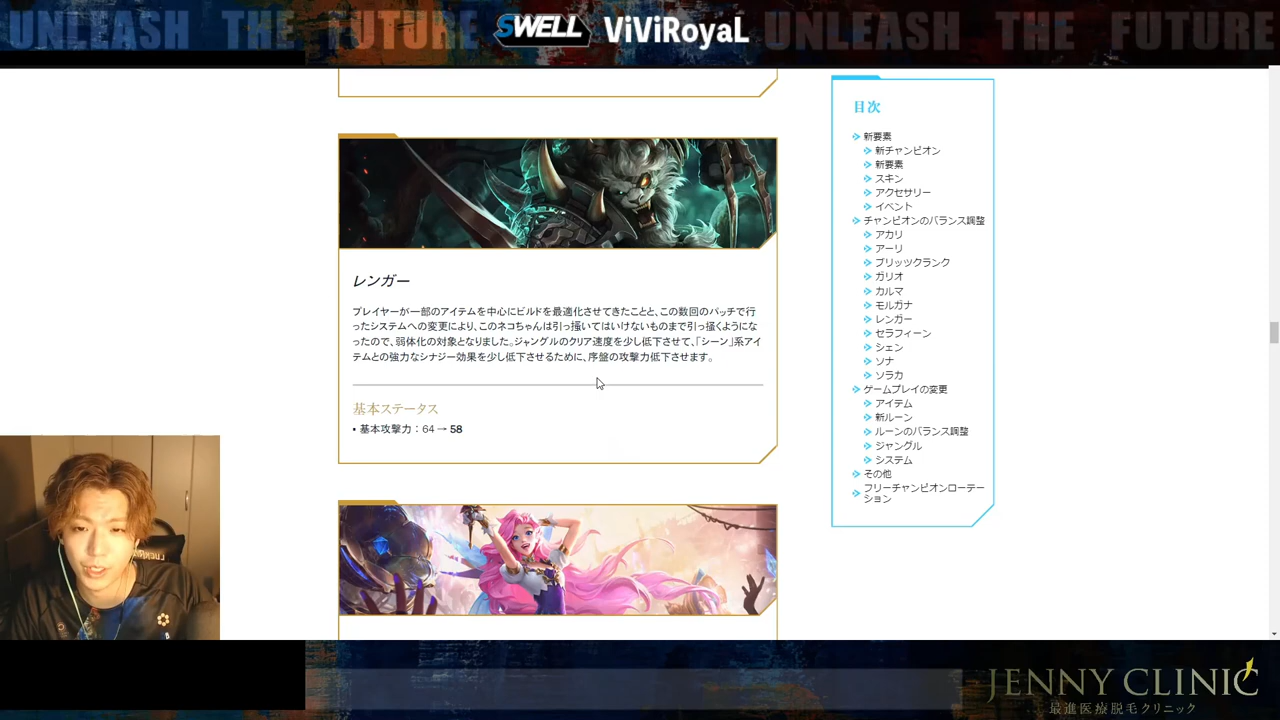 UNLEASH THE FUTURE
SWELL ViViRoyaL
UNLEASH THE FUTURE
レンガー
プレイヤーが一部のアイテムを中心にビルドを最適化させてきたことと、この数回のパッチで行
ったシステムへの変更により、このネコちゃんは引っ掻いてはいけないものまで引っ掻くようにな
ったので、弱体化の対象となりました。ジャングルのクリア速度を少し低下させて、「シーン」系アイ
テムとの強力なシナジー効果を少し低下させるために、序盤の攻撃力低下させます。
基本ステータス
• 基本攻撃力：64 → 58
目次
新要素
新チャンピオン
新要素
スキン
アクセサリー
イベント
チャンピオンのバランス調整
アカリ
アーリ
ブリッツクランク
ガリオ
カルマ
モルガナ
レンガー
セラフィーン
シェン
ソナ
ソラカ
ゲームプレイの変更
アイテム
新ルーン
ルーンのバランス調整
ジャングル
システム
その他
フリーチャンピオンローテー
ション
JENNY CLINIC
最進医療脱毛クリニック